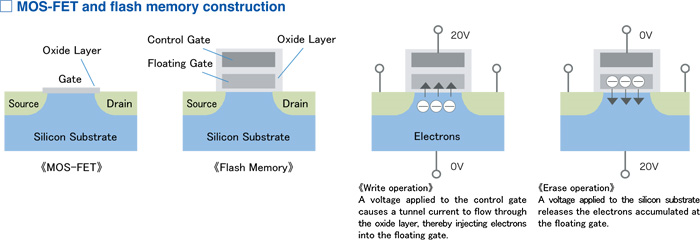 MOS-FET and flash memory construction
Oxide Layer
Gate
Source
Drain
Silicon Substrate
《MOS-FET》
Control Gate
Oxide Layer
Floating Gate
Source
Drain
Silicon Substrate
《Flash Memory》
20V
Electrons
0V
《Write operation》
A voltage applied to the control gate
causes a tunnel current to flow through
the oxide layer, thereby injecting electrons
into the floating gate.
0V
20V
《Erase operation》
A voltage applied to the silicon substrate
releases the electrons accumulated at
the floating gate.